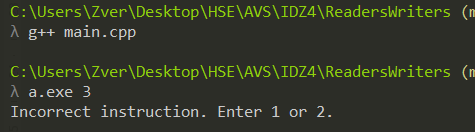 C:\Users\Zver\Desktop\HSE\AVS\IDZ4\ReadersWriters (m
λ g++ main.cpp
C:\Users\Zver\Desktop\HSE\AVS\IDZ4\ReadersWriters (m
λ a.exe 3
Incorrect instruction. Enter 1 or 2.